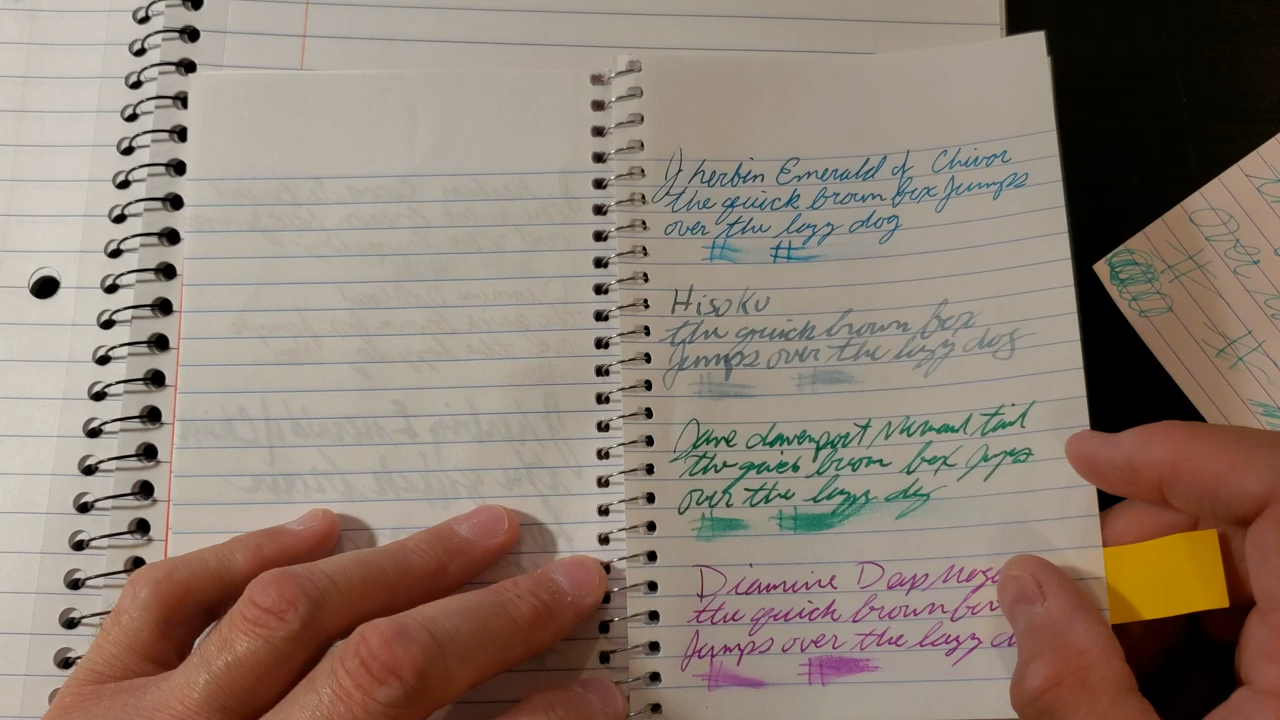 J herbin Emerald of Chivor
the quick brown fox Jumps
over the lazy dog
Hisoku
the quick brown fox
Jumps over the lazy dog
Dave davenport tail
the brown fox
over the lazy dog
Diamine Deep
the quick brown
Jumps over the lazy
over